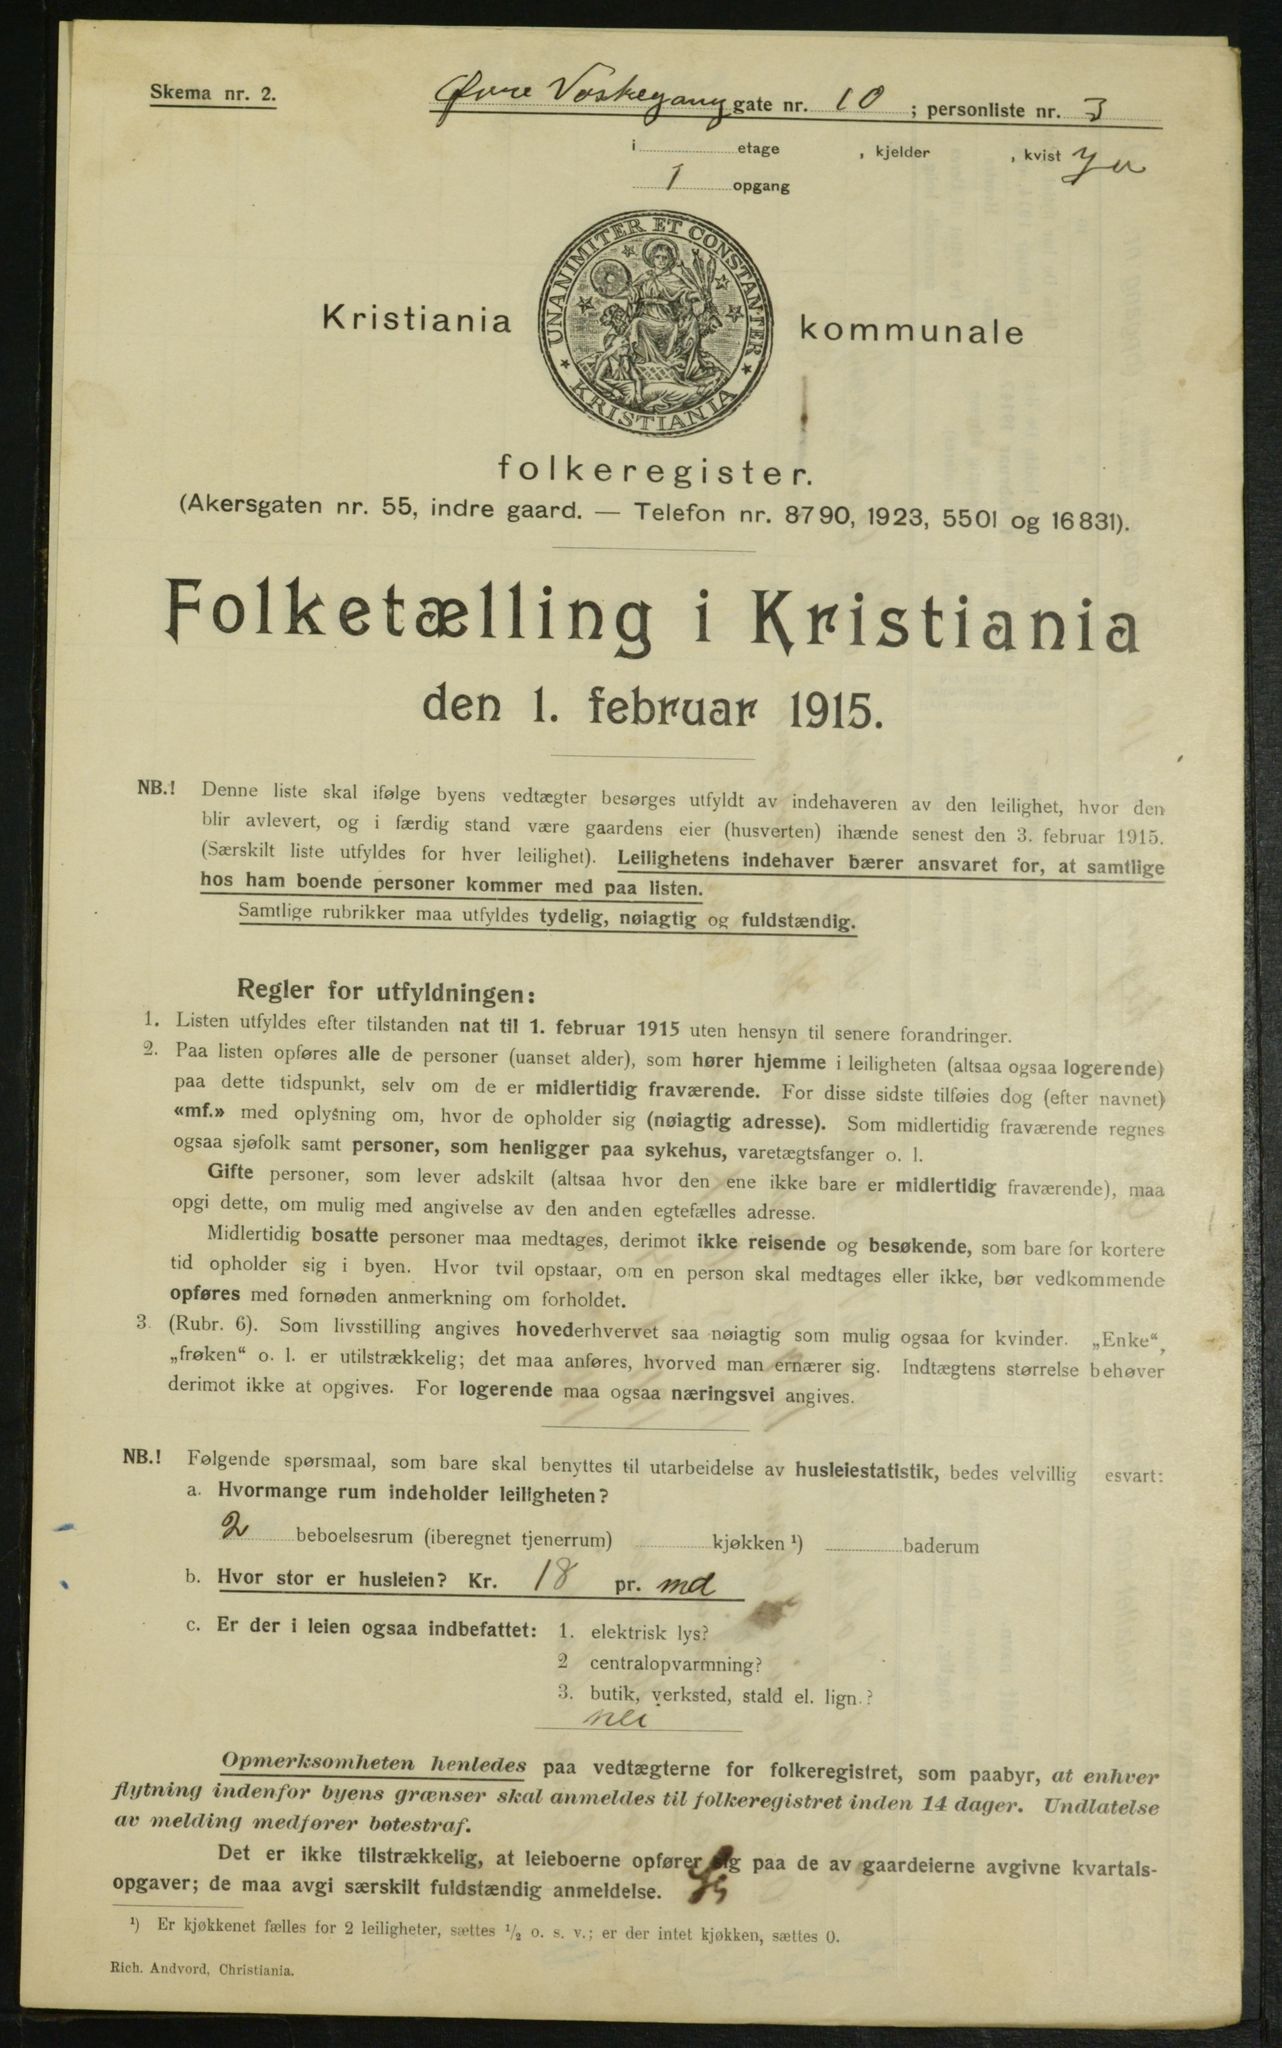 Skema nr. 2.
Øvre Vaskegang gate nr. 10 ; personliste nr. 3
i etage , kjelder , kvist Ja
1 opgang
UNANIMITER ET CONSTANTER
KRISTIANIA
Kristiania kommunale
folkeregister.
(Akersgaten nr. 55, indre gaard. — Telefon nr. 8790, 1923, 5501 og 16831).
Folketælling i Kristiania
den 1. februar 1915.
NB.! Denne liste skal ifølge byens vedtægter besørges utfyldt av indehaveren av den leilighet, hvor den
blir avlevert, og i færdig stand være gaardens eier (husverten) ihænde senest den 3. februar 1915.
(Særskilt liste utfyldes for hver leilighet). Leilighetens indehaver bærer ansvaret for, at samtlige
hos ham boende personer kommer med paa listen.
Samtlige rubrikker maa utfyldes tydelig, nøiagtig og fuldstændig.
Regler for utfyldningen:
1. Listen utfyldes efter tilstanden nat til 1. februar 1915 uten hensyn til senere forandringer.
2. Paa listen opføres alle de personer (uanset alder), som hører hjemme i leiligheten (altsaa ogsaa logerende)
paa dette tidspunkt, selv om de er midlertidig fraværende. For disse sidste tilføies dog (efter navnet)
«mf.» med oplysning om, hvor de opholder sig (nøiagtig adresse). Som midlertidig fraværende regnes
ogsaa sjøfolk samt personer, som henligger paa sykehus, varetægtsfanger o. l.
Gifte personer, som lever adskilt (altsaa hvor den ene ikke bare er midlertidig fraværende), maa
opgi dette, om mulig med angivelse av den anden egtefælles adresse.
Midlertidig bosatte personer maa medtages, derimot ikke reisende og besøkende, som bare for kortere
tid opholder sig i byen. Hvor tvil opstaar, om en person skal medtages eller ikke, bør vedkommende
opføres med fornøden anmerkning om forholdet.
3. (Rubr. 6). Som livsstilling angives hovederhvervet saa nøiagtig som mulig ogsaa for kvinder. „Enke“,
„frøken“ o. l. er utilstrækkelig; det maa anføres, hvorved man ernærer sig. Indtægtens størrelse behøver
derimot ikke at opgives. For logerende maa ogsaa næringsvei angives.
NB.! Følgende spørsmaal, som bare skal benyttes til utarbeidelse av husleiestatistik, bedes velvillig esvart:
a. Hvormange rum indeholder leiligheten?
2 beboelsesrum (iberegnet tjenerrum) kjøkken ¹) baderum
b. Hvor stor er husleien? Kr. 18 pr. md
c. Er der i leien ogsaa indbefattet: 1. elektrisk lys?
2 centralopvarmning?
3. butik, verksted, stald el. lign.?
nei
Opmerksomheten henledes paa vedtægterne for folkeregistret, som paabyr, at enhver
flytning indenfor byens grænser skal anmeldes til folkeregistret inden 14 dager. Undlatelse
av melding medfører bøtestraf.
Det er ikke tilstrækkelig, at leieboerne opfører sig paa de av gaardeierne avgivne kvartals-
opgaver; de maa avgi særskilt fuldstændig anmeldelse.
¹) Er kjøkkenet fælles for 2 leiligheter, sættes ¹/₂ o. s. v.; er der intet kjøkken, sættes 0.
Rich. Andvord, Christiania.